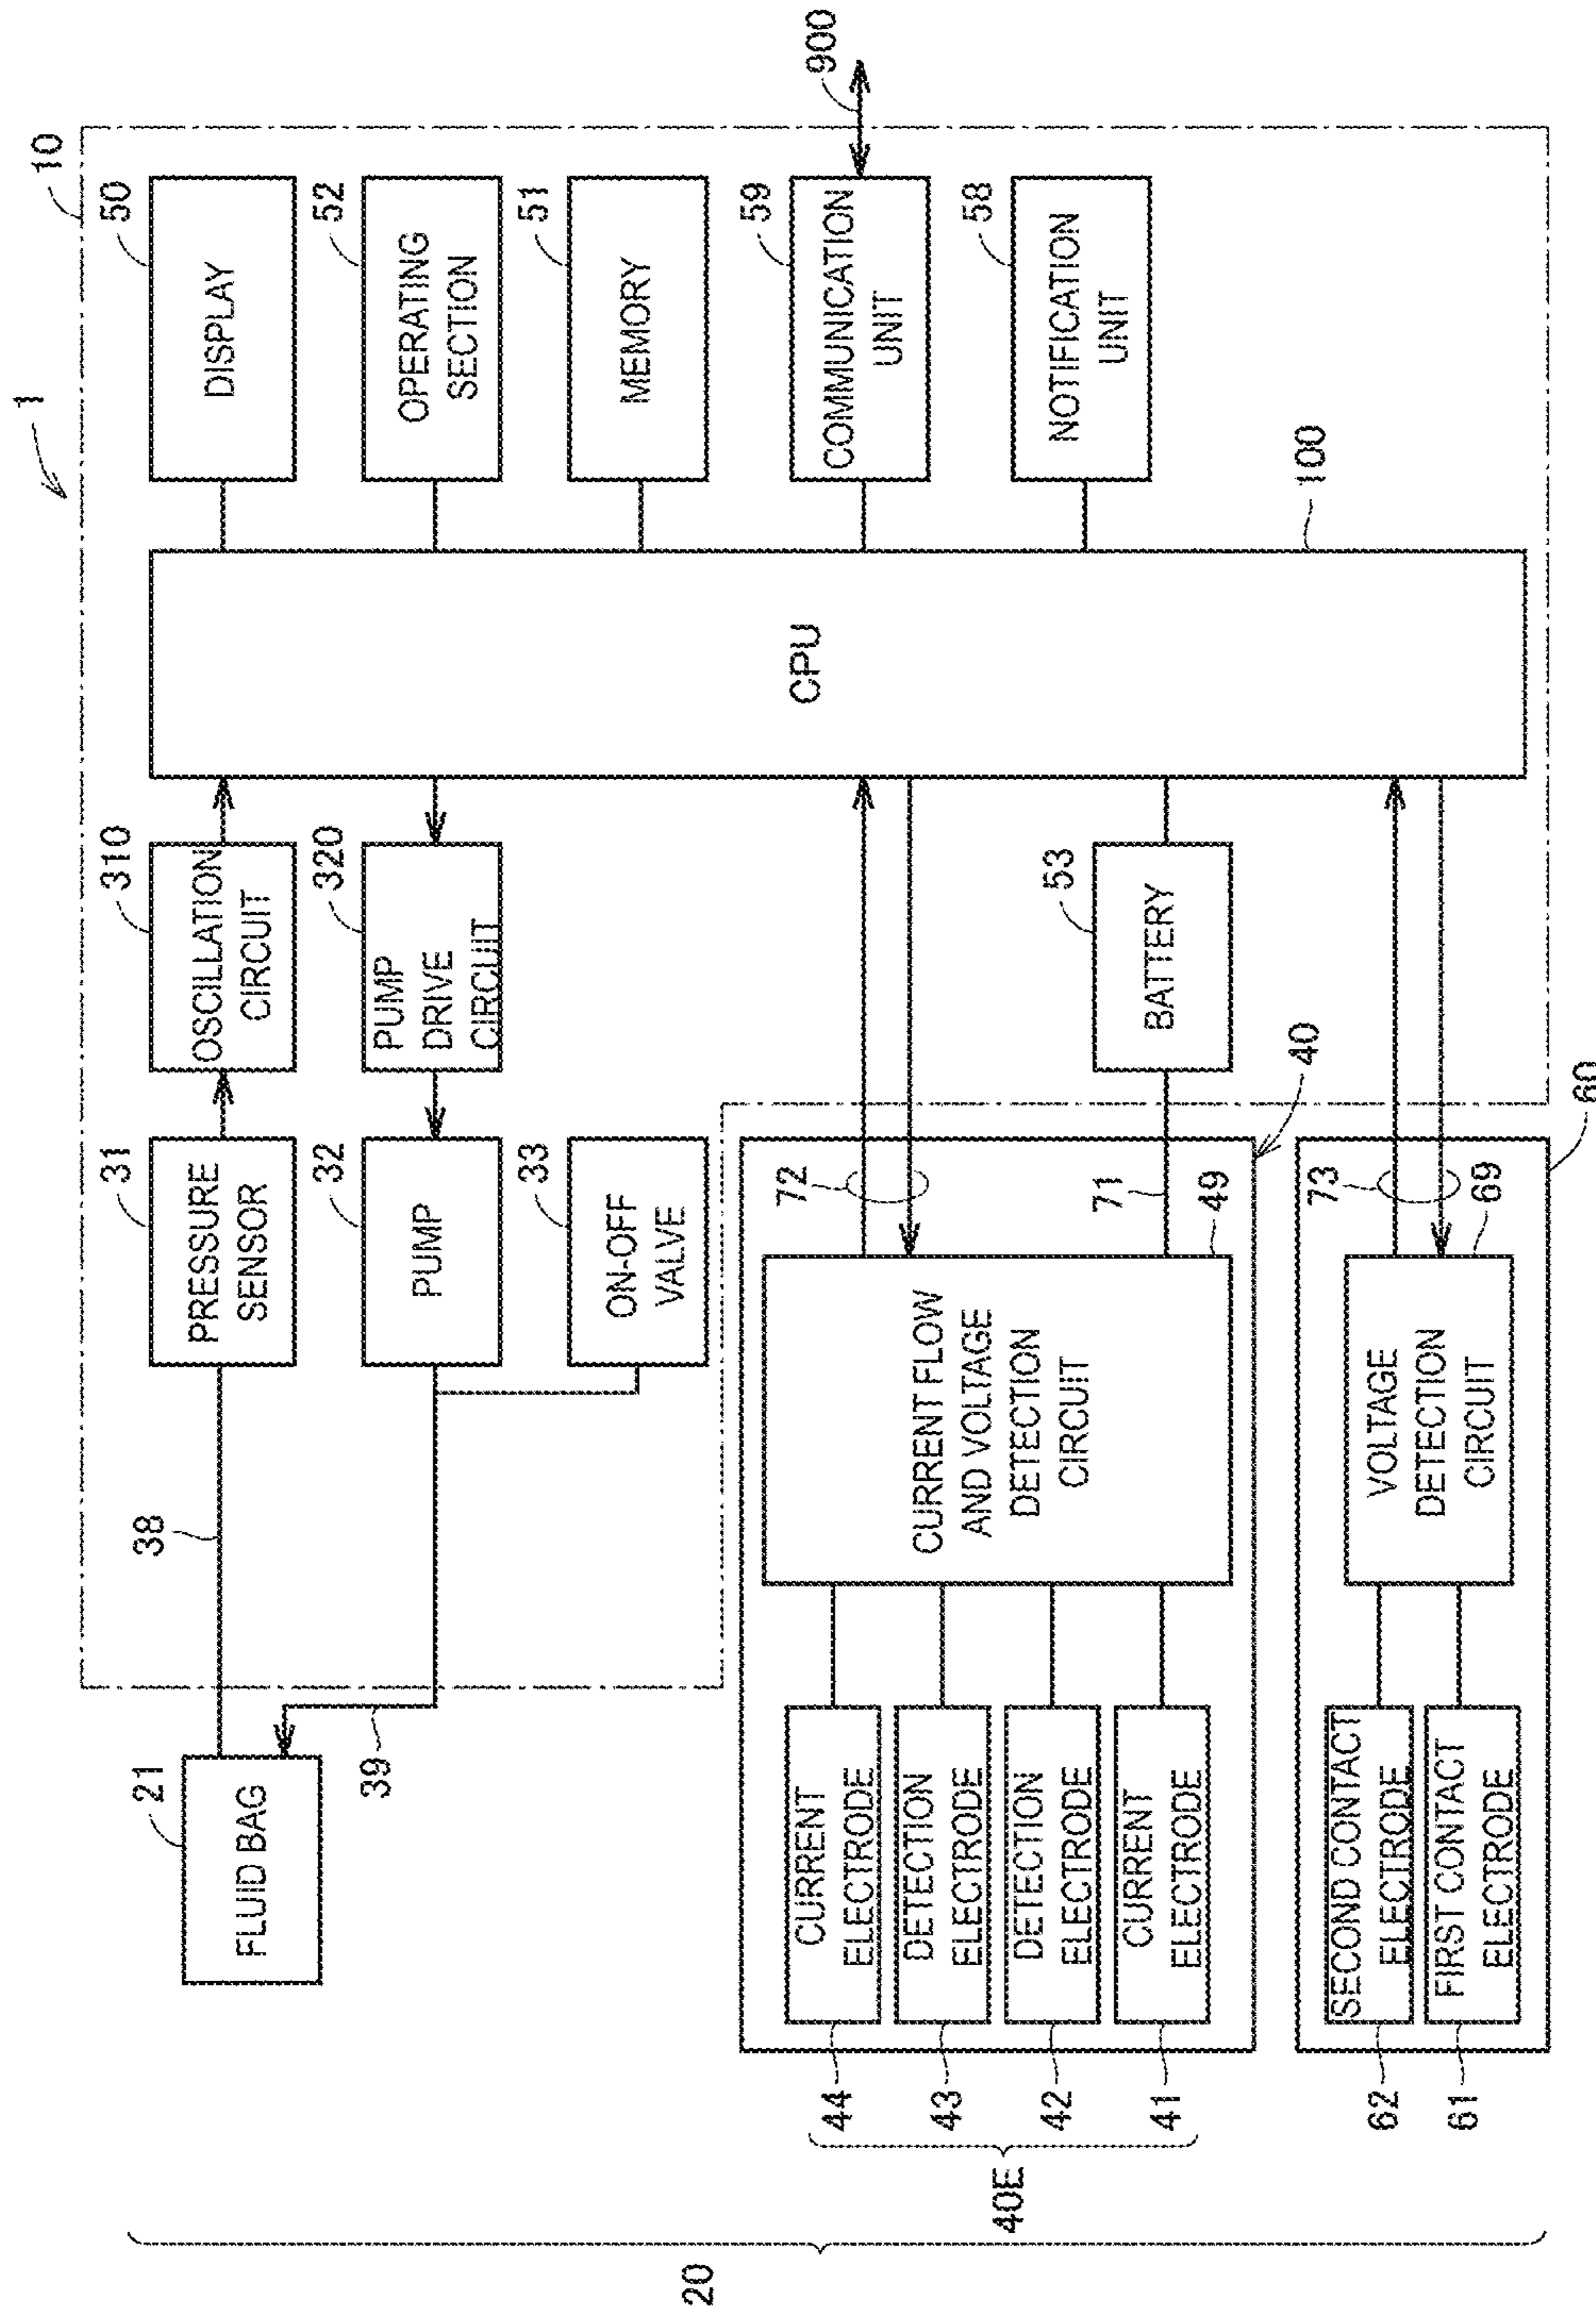 1
10
50
DISPLAY
52
OPERATING
SECTION
51
MEMORY
59
COMMUNICATION
UNIT
900
58
NOTIFICATION
UNIT
100
CPU
310
OSCILLATION
CIRCUIT
320
PUMP
DRIVE
CIRCUIT
53
BATTERY
31
PRESSURE
SENSOR
32
PUMP
33
ON-OFF
VALVE
38
39
21
FLUID BAG
40
72
71
49
CURRENT FLOW
AND VOLTAGE
DETECTION
CIRCUIT
CURRENT
ELECTRODE
DETECTION
ELECTRODE
DETECTION
ELECTRODE
CURRENT
ELECTRODE
44
43
42
41
40E
60
73
69
VOLTAGE
DETECTION
CIRCUIT
SECOND CONTACT
ELECTRODE
FIRST CONTACT
ELECTRODE
62
61
20